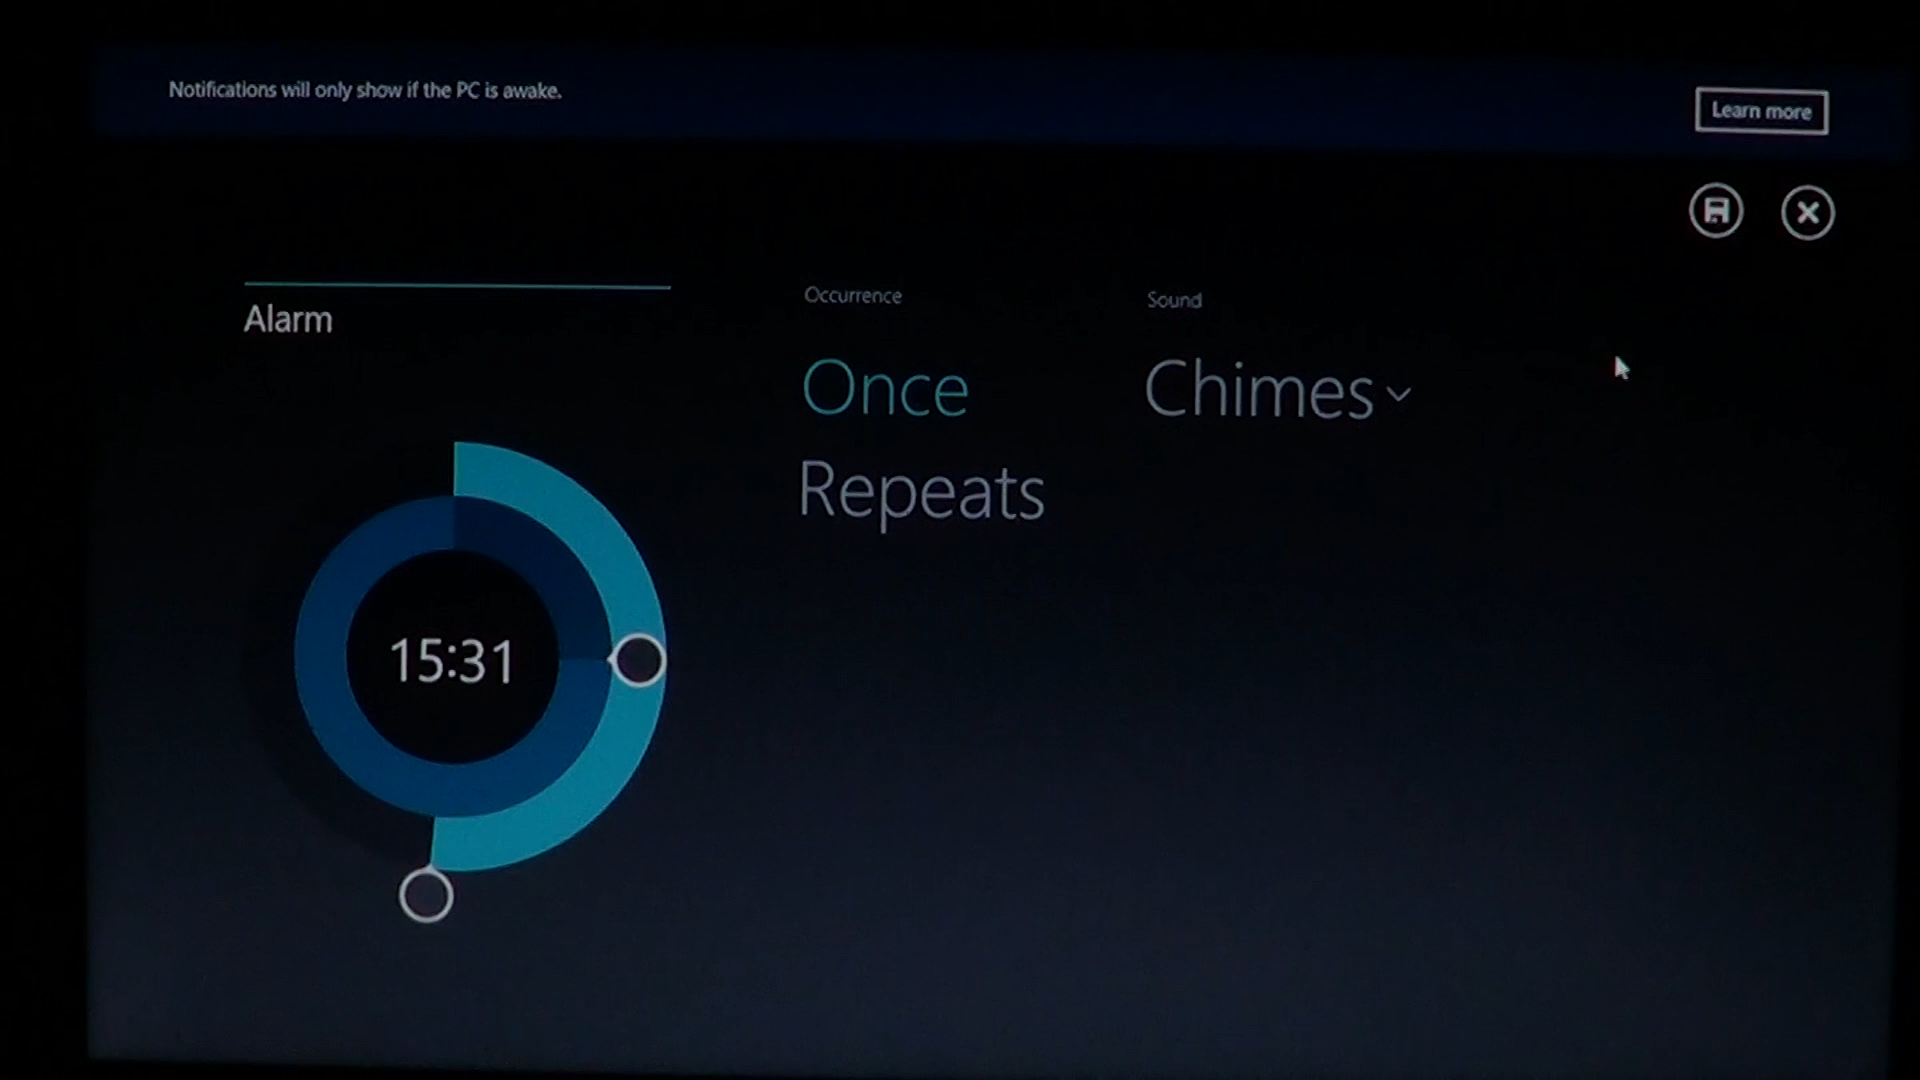 Notifications will only show if the PC is awake.
Learn more
Alarm
Occurrence
Sound
Once
Chimes
Repeats
15:31